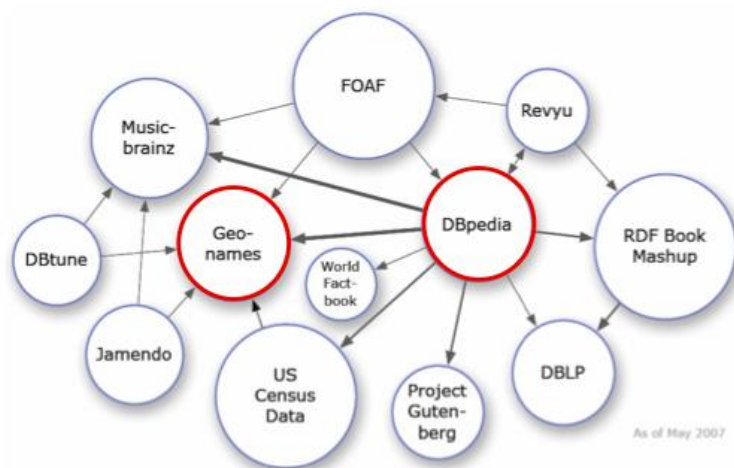 FOAF
Revyu
Music-
brainz
DBpedia
Geo-
names
RDF Book
Mashup
DBtune
World
Fact-
book
Jamendo
US
Census
Data
Project
Guten-
berg
DBLP
As of May 2007